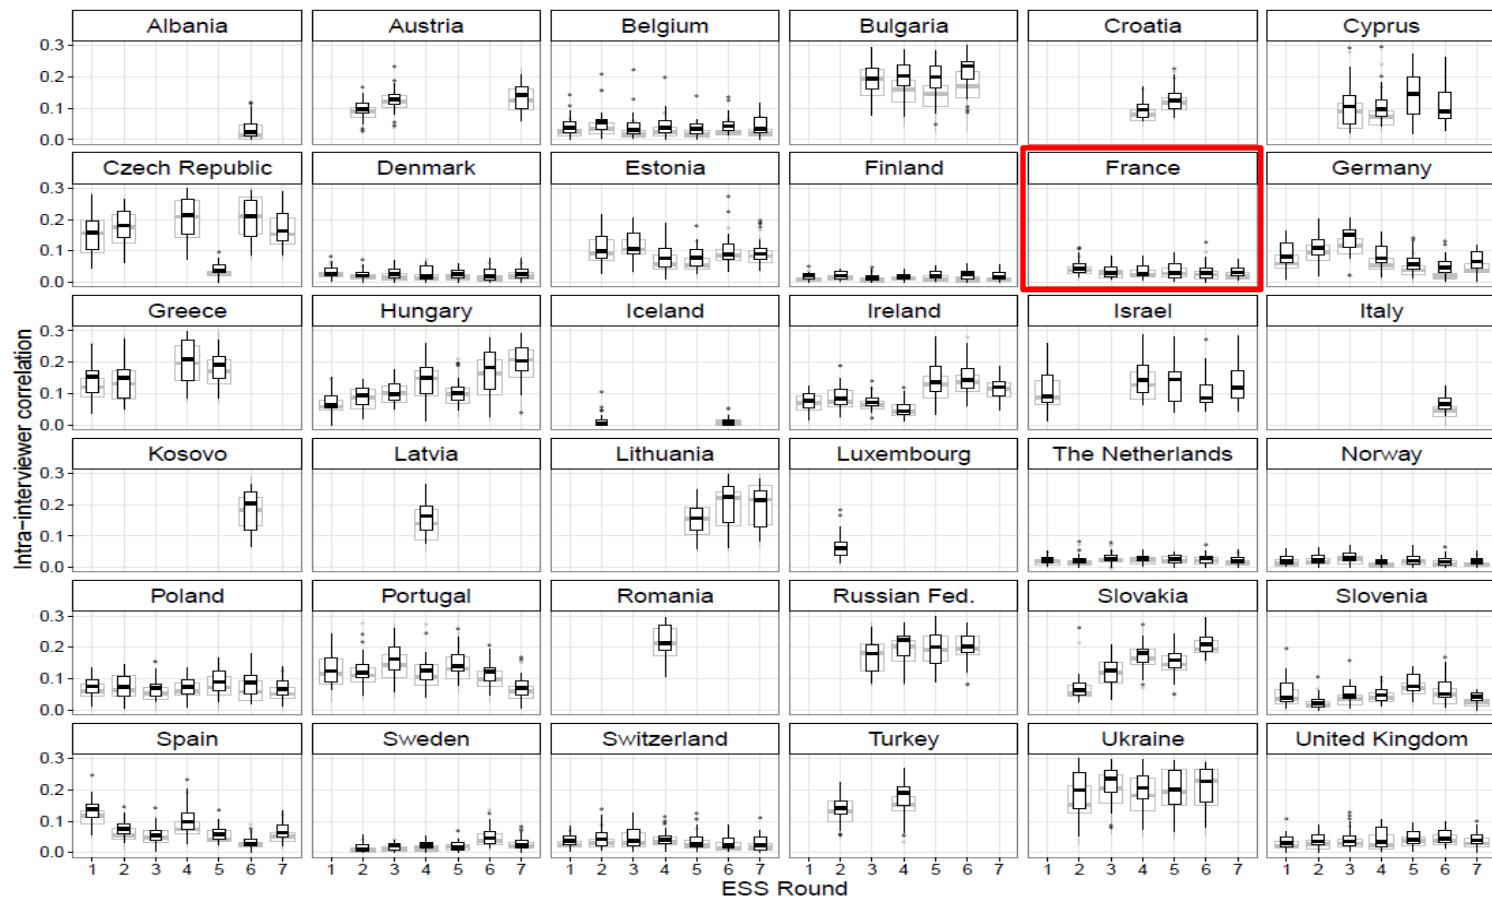 Albania Austria Belgium Bulgaria Croatia Cyprus
0.3
0.2
0.1
0.0
Czech Republic Denmark Estonia Finland France Germany
0.3
0.2
0.1
0.0
Greece Hungary Iceland Ireland Israel Italy
0.3
0.2
0.1
0.0
Intra-interviewer correlation
Kosovo Latvia Lithuania Luxembourg The Netherlands Norway
0.3
0.2
0.1
0.0
Poland Portugal Romania Russian Fed. Slovakia Slovenia
0.3
0.2
0.1
0.0
Spain Sweden Switzerland Turkey Ukraine United Kingdom
0.3
0.2
0.1
0.0
1 2 3 4 5 6 7 1 2 3 4 5 6 7 1 2 3 4 5 6 7 1 2 3 4 5 6 7 1 2 3 4 5 6 7 1 2 3 4 5 6 7
ESS Round